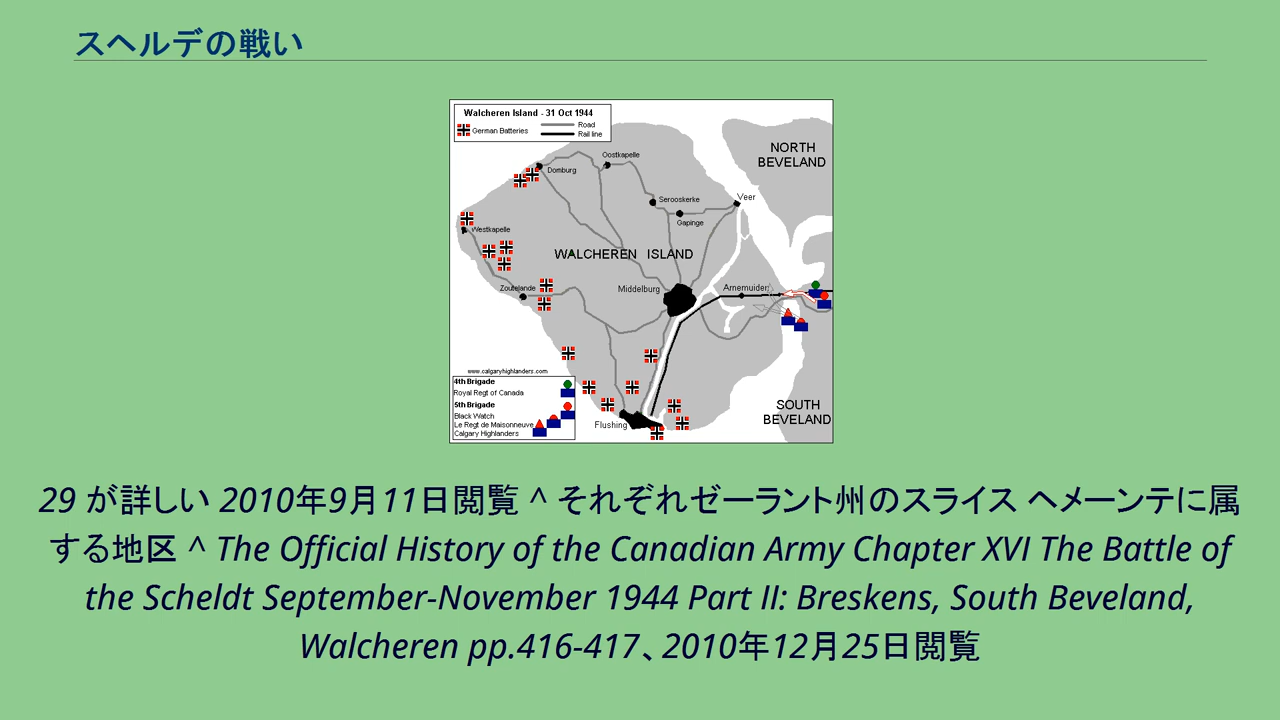 スヘルデの戦い
Walcheren Island - 31 Oct 1944
German Batteries
Road
Rail line
NORTH
BEVELAND
Oostkapelle
Domburg
Serooskerke
Veer
Gapinge
Westkapelle
WALCHEREN ISLAND
Zoutelande
Middelburg
Arnemuiden
www.calgaryhighlanders.com
4th Brigade
Royal Regt of Canada
5th Brigade
Black Watch
Le Regt de Maisonneuve
Calgary Highlanders
Flushing
SOUTH
BEVELAND
29 が詳しい 2010年9月11日閲覧 ^ それぞれゼーラント州のスライス ヘメーンテに属
する地区 ^ The Official History of the Canadian Army Chapter XVI The Battle of
the Scheldt September-November 1944 Part II: Breskens, South Beveland,
Walcheren pp.416-417、2010年12月25日閲覧